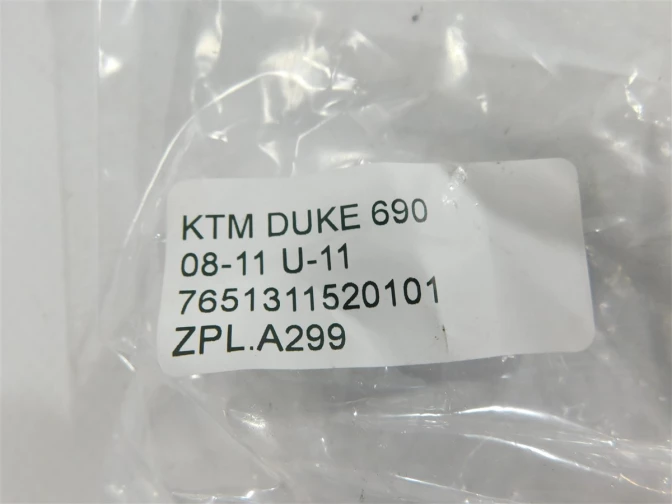 KTM DUKE 690
08-11 U-11
7651311520101
ZPL.A299